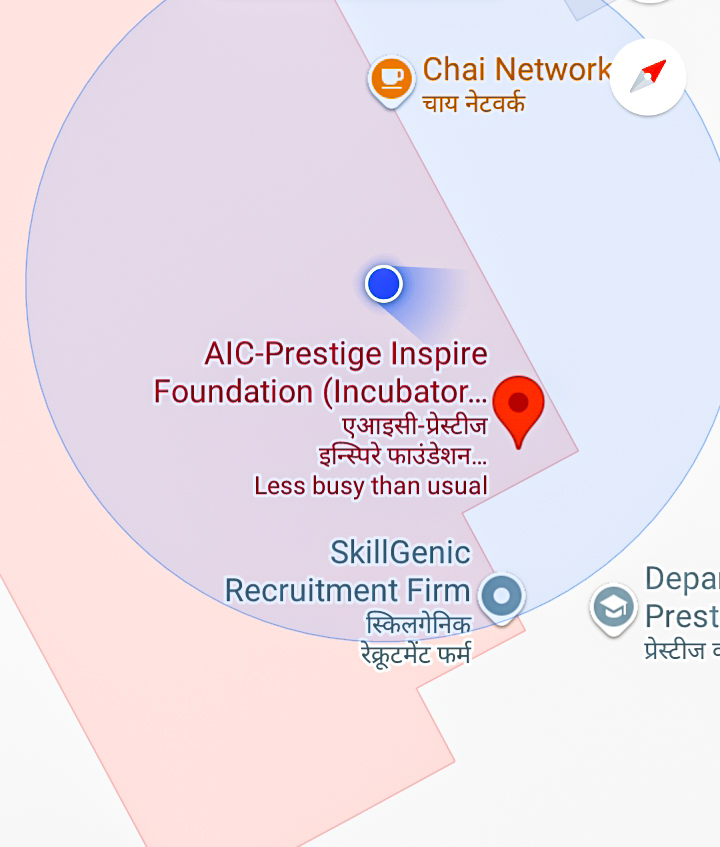 Chai Network
चाय नेटवर्क
AIC-Prestige Inspire
Foundation (Incubator...
एआइसी-प्रेस्टीज
इन्स्पिरे फाउंडेशन...
Less busy than usual
SkillGenic
Recruitment Firm
स्किलगेनिक
रेक्रूटमेंट फर्म
Depar
Prest
प्रेस्टीज